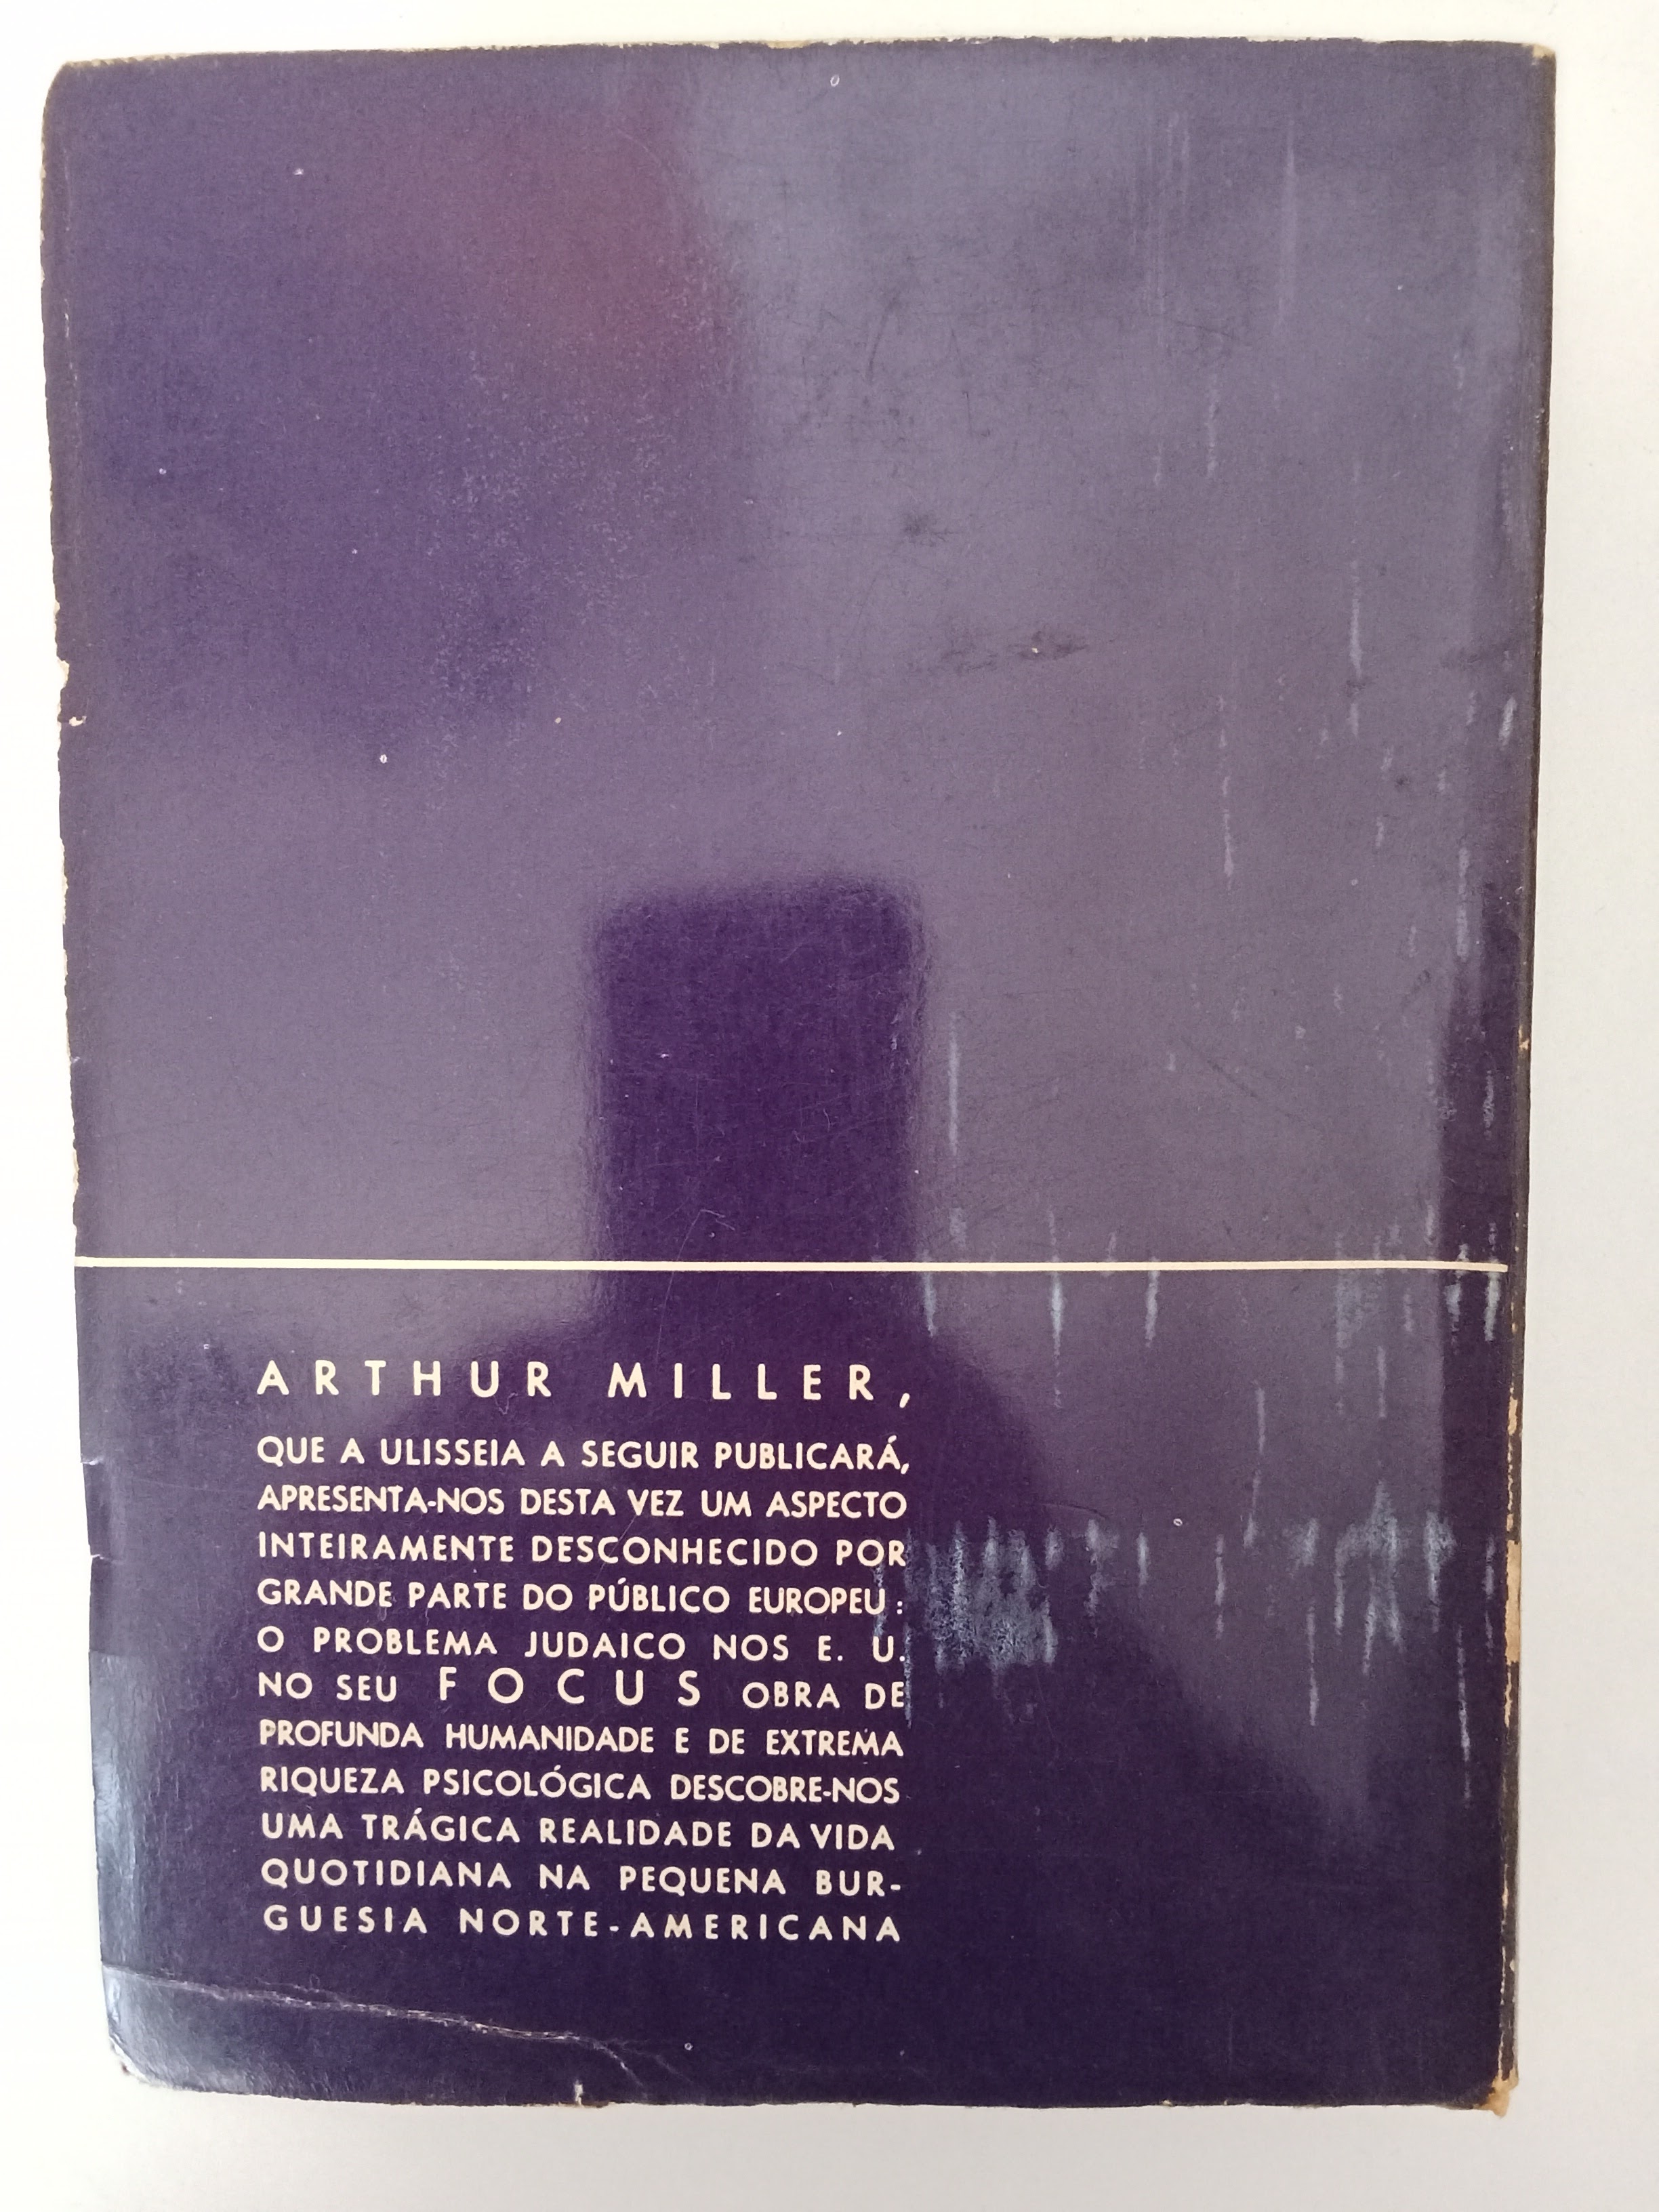 ARTHUR MILLER,
QUE A ULISSEIA A SEGUIR PUBLICARÁ,
APRESENTA-NOS DESTA VEZ UM ASPECTO
INTEIRAMENTE DESCONHECIDO POR
GRANDE PARTE DO PÚBLICO EUROPEU :
O PROBLEMA JUDAICO NOS E. U.
NO SEU FOCUS OBRA DE
PROFUNDA HUMANIDADE E DE EXTREMA
RIQUEZA PSICOLÓGICA DESCOBRE-NOS
UMA TRÁGICA REALIDADE DA VIDA
QUOTIDIANA NA PEQUENA BUR-
GUESIA NORTE-AMERICANA